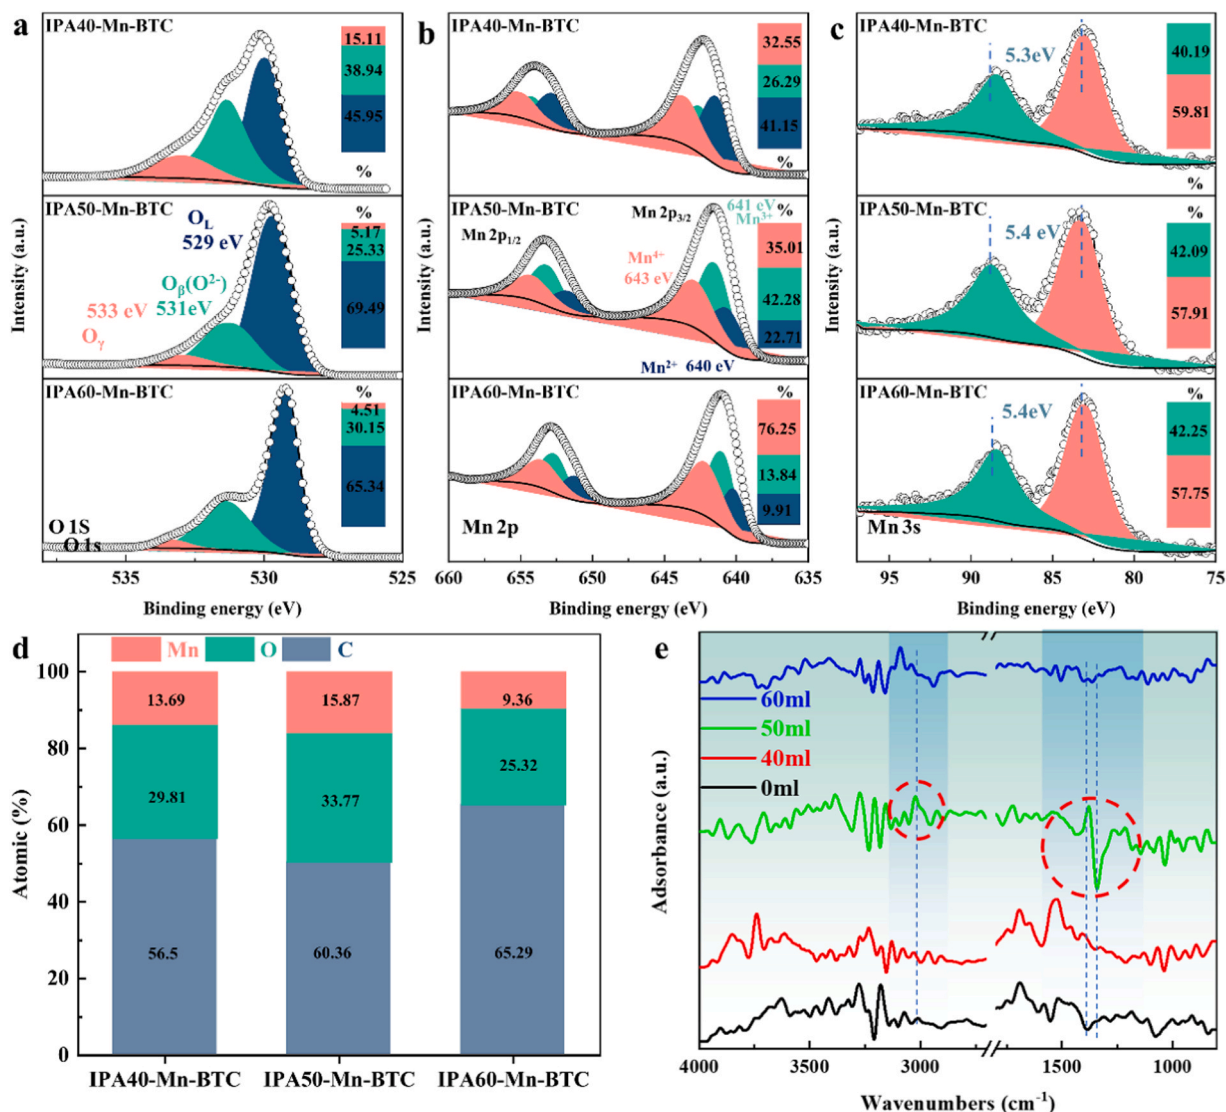 a
IPA40-Mn-BTC
15.11
38.94
45.95
%
IPA50-Mn-BTC
%
O_L
529 eV
5.17
25.33
O_β(O²⁻)
531eV
533 eV
O_γ
69.49
IPA60-Mn-BTC
%
4.51
30.15
65.34
O 1S
O 1s
535
530
525
Binding energy (eV)
Intensity (a.u.)
b
IPA40-Mn-BTC
32.55
26.29
41.15
%
IPA50-Mn-BTC
Mn 2p₁/₂
Mn 2p₃/₂
641 eV
Mn³⁺
%
Mn⁴⁺
643 eV
35.01
42.28
22.71
Mn²⁺ 640 eV
IPA60-Mn-BTC
%
76.25
13.84
9.91
Mn 2p
660
655
650
645
640
635
Binding energy (eV)
Intensity (a.u.)
c
IPA40-Mn-BTC
5.3eV
40.19
59.81
%
IPA50-Mn-BTC
%
5.4 eV
42.09
57.91
IPA60-Mn-BTC
%
5.4eV
42.25
57.75
Mn 3s
95
90
85
80
75
Binding energy (eV)
Intensity (a.u.)
d
Mn
O
C
100
80
60
40
20
0
Atomic (%)
13.69
29.81
56.5
15.87
33.77
60.36
9.36
25.32
65.29
IPA40-Mn-BTC
IPA50-Mn-BTC
IPA60-Mn-BTC
e
60ml
50ml
40ml
0ml
Adsorbance (a.u.)
4000
3000
1500
1000
Wavenumbers (cm⁻¹)